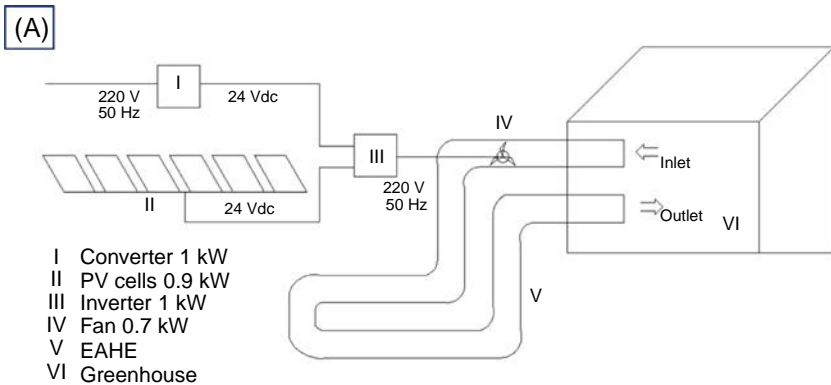 (A)
I
220 V
50 Hz
24 Vdc
IV
III
Inlet
220 V
50 Hz
II
24 Vdc
Outlet
VI
V
I Converter 1 kW
II PV cells 0.9 kW
III Inverter 1 kW
IV Fan 0.7 kW
V EAHE
VI Greenhouse